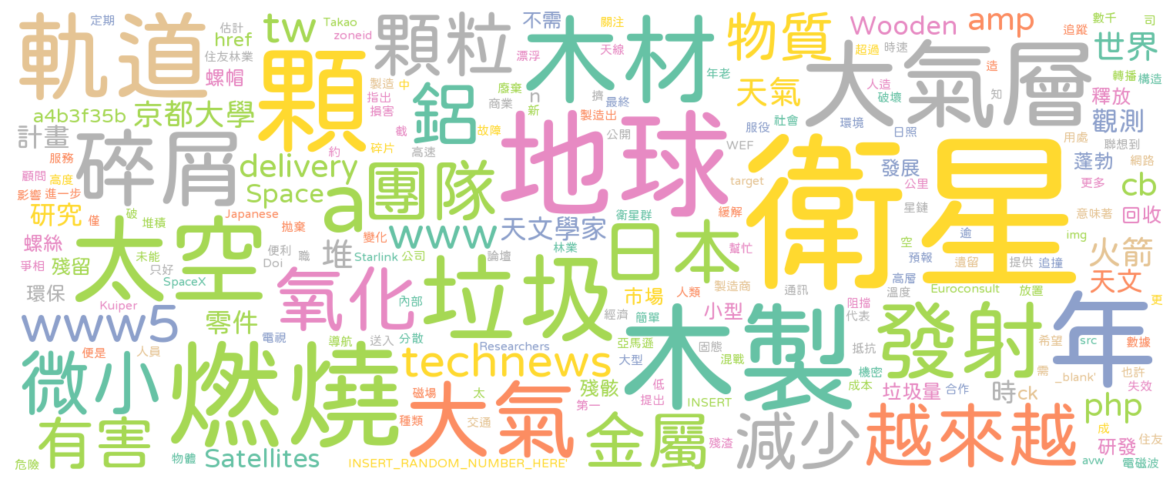 定期 估計 Takao 不需 關注 Wooden amp 追蹤 數千 司
軌道 href tw zoneid 顆粒 漂浮 木材 天線 物質 超過 時速 造 世界
住友林業 螺帽 顆 製造 中 廢棄 年老 天氣 人造 大氣層 轉播 構造
a4b3f35b 京都大學 指出 損害 鋁 商業 n 最終 擠 破壞 知 釋放
計畫 截 故障 新 製造出 社會 服役 環境 日照 觀測
碎屑 服務 約 碎片 高速 地球 公開 WEF 衛星 用處 聯想到
顧問 高度 delivery 團隊 發展 蓬勃 網路
影響 進一步 Space a target 公里 更多 cb
研究 僅 破 堆積 Japanese 拋棄 www 天文學家 衛星群 緩解 星鏈 意味著 回收
螺絲 太空 變化 林業 日本 幫忙 空 逾 img 火箭
爭相 殘留 未能 便利 職 堆 Starlink 公司 論壇 預報 遺留 提供 追撞 天文
SpaceX 只好 Doi 氧化 垃圾 人類 製造商 通訊 高層 溫度 Euroconsult 放置
環保 Kuiper 內部 市場 小型 阻擋 代表 年 更
www5 零件 經濟 簡單 木製 發射 希望 src 數據
便是 人員 電視 導航 送入 分散 Researchers 亞馬遜 固態 混戰 抵抗
微小 燃燒 technews 大型 機密 需 _blank' 也許 失效
磁場 太 殘骸 低 成本 垃圾量 合作 時 ck
種類 大氣 第一 提出 INSERT php
有害 交通 金屬 殘渣 減少 越來越 成 研發 住友
危險 物體 Satellites INSERT_RANDOM_NUMBER_HERE' avw 電磁波